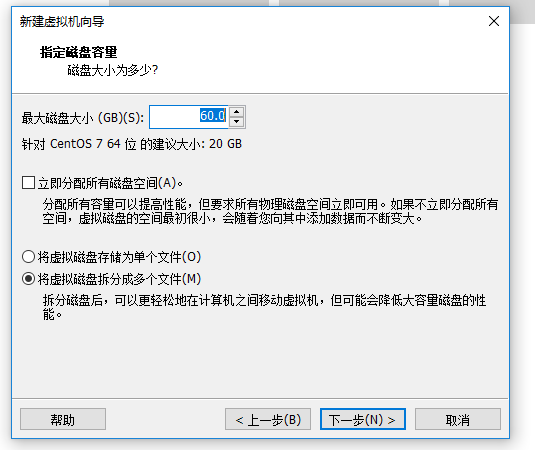 新建虚拟机向导
指定磁盘容量
磁盘大小为多少?
最大磁盘大小 (GB)(S): 60.0
针对 CentOS 7 64 位 的建议大小: 20 GB
立即分配所有磁盘空间(A)。
分配所有容量可以提高性能，但要求所有物理磁盘空间立即可用。如果不立即分配所有
空间，虚拟磁盘的空间最初很小，会随着您向其中添加数据而不断变大。
将虚拟磁盘存储为单个文件(O)
将虚拟磁盘拆分成多个文件(M)
拆分磁盘后，可以更轻松地在计算机之间移动虚拟机，但可能会降低大容量磁盘的性
能。
帮助 < 上一步(B) 下一步(N) > 取消